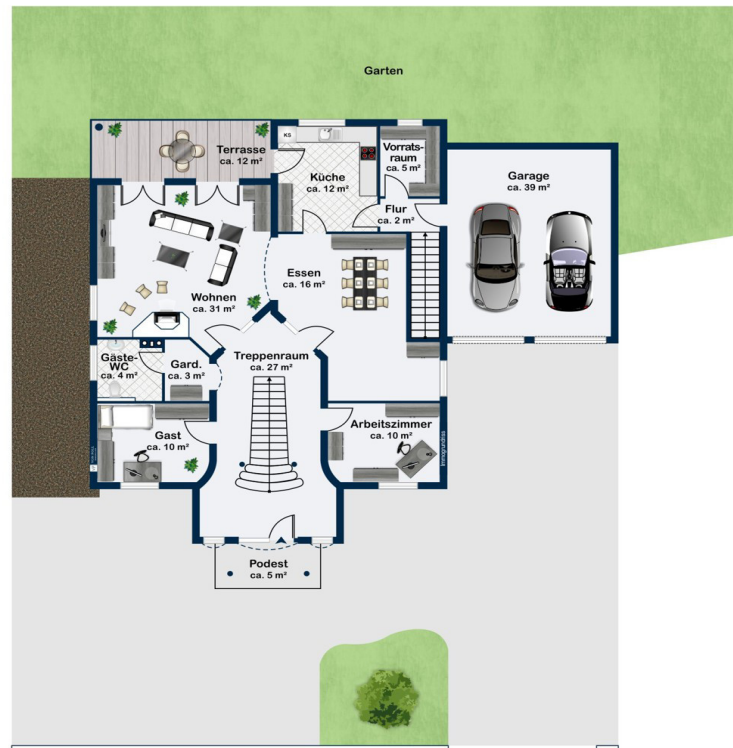 Garten
Terrasse
ca. 12 m²
KS
Küche
ca. 12 m²
Vorrats-
raum
ca. 5 m²
Garage
ca. 39 m²
Flur
ca. 2 m²
Essen
ca. 16 m²
Wohnen
ca. 31 m²
Gäste-
WC
ca. 4 m²
Gard.
ca. 3 m²
Treppenraum
ca. 27 m²
Gast
ca. 10 m²
Arbeitszimmer
ca. 10 m²
Immogrundriss
Podest
ca. 5 m²